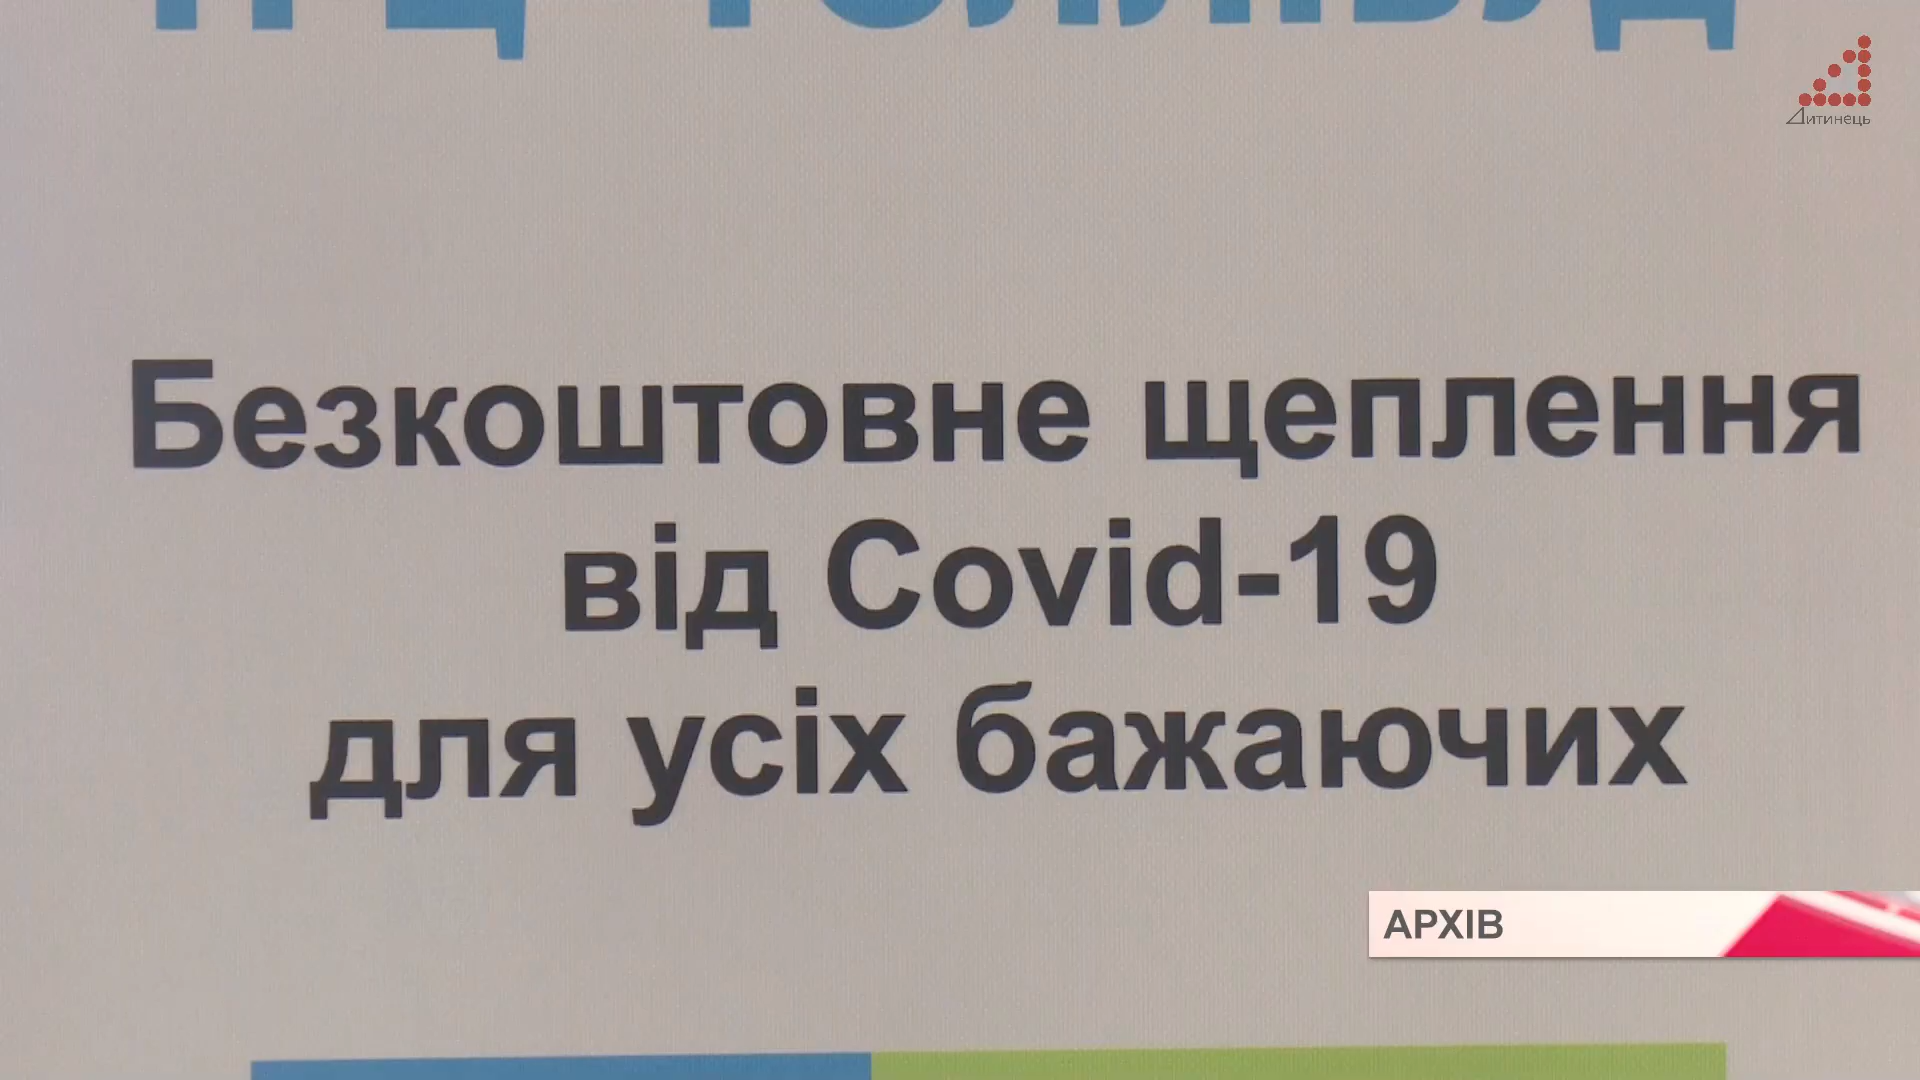 Дитинець
Безкоштовне щеплення
від Covid-19
для усіх бажаючих
АРХІВ